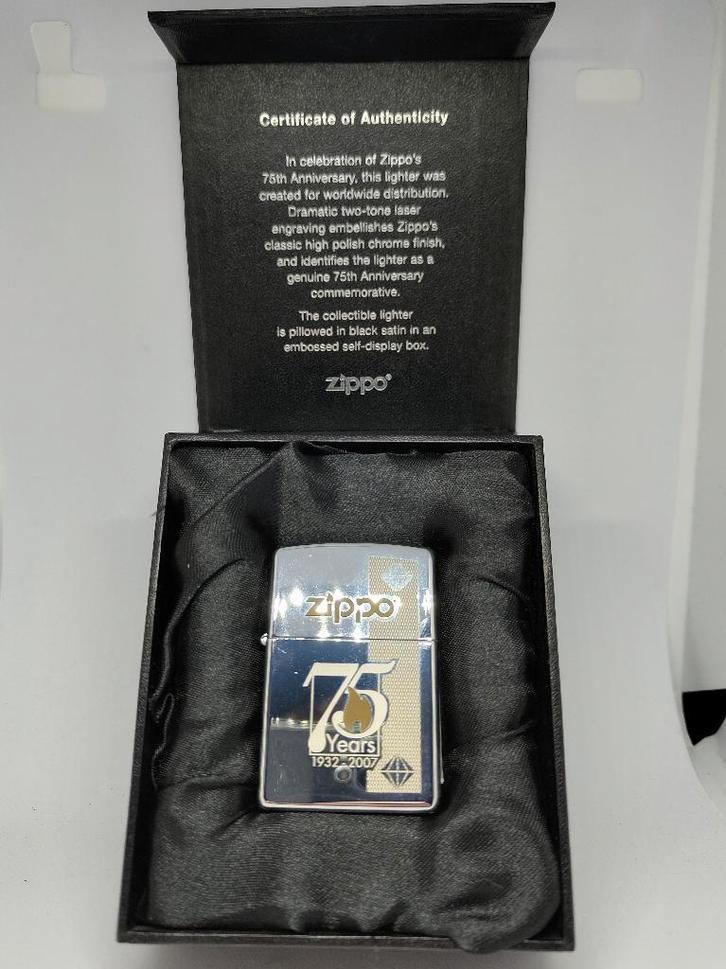 Certificate of Authenticity
In celebration of Zippo's
75th Anniversary, this lighter was
created for worldwide distribution.
Dramatic two-tone laser
engraving embellishes Zippo's
classic high polish chrome finish,
and identifies the lighter as a
genuine 75th Anniversary
commemorative.
The collectible lighter
is pillowed in black satin in an
embossed self-display box.
zippo®
zippo
75
Years
1932-2007